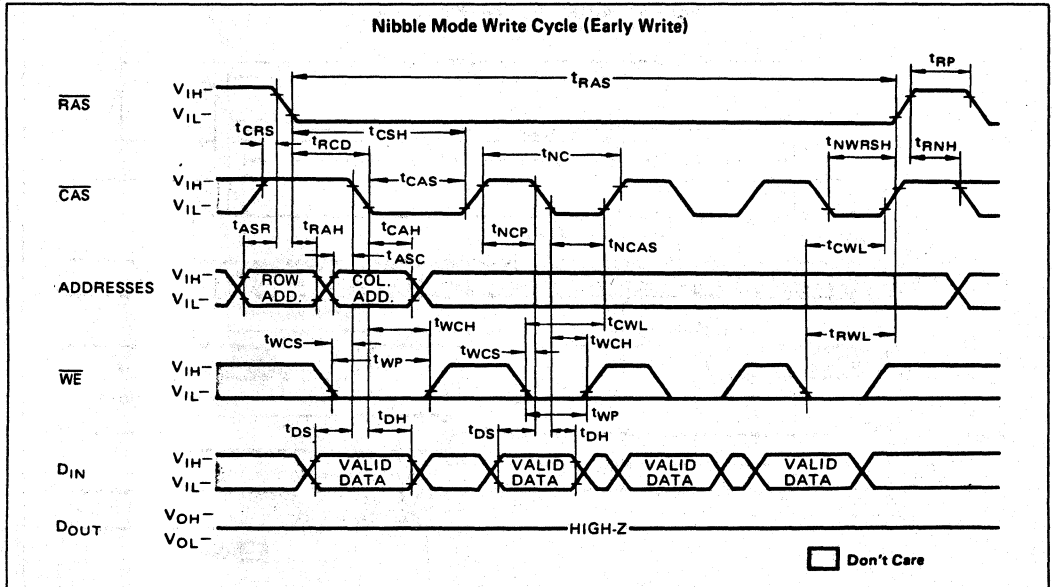 Nibble Mode Write Cycle (Early Write)
RAS
VIH–
VIL–
tRAS
tRP
tCRS
tRCD
tCSH
tNC
tNWRSH
tRNH
CAS
VIH–
VIL–
tCAS
tASR
tRAH
tCAH
tASC
tNCP
tNCAS
tCWL
ADDRESSES
VIH–
VIL–
ROW ADD.
COL. ADD.
tWCH
tCWL
tWCS
tWP
tWCS
tWCH
tRWL
WE
VIH–
VIL–
tWP
tDS
tDH
tDS
tDH
DIN
VIH–
VIL–
VALID DATA
VALID DATA
VALID DATA
VALID DATA
DOUT
VOH–
VOL–
HIGH-Z
Don't Care